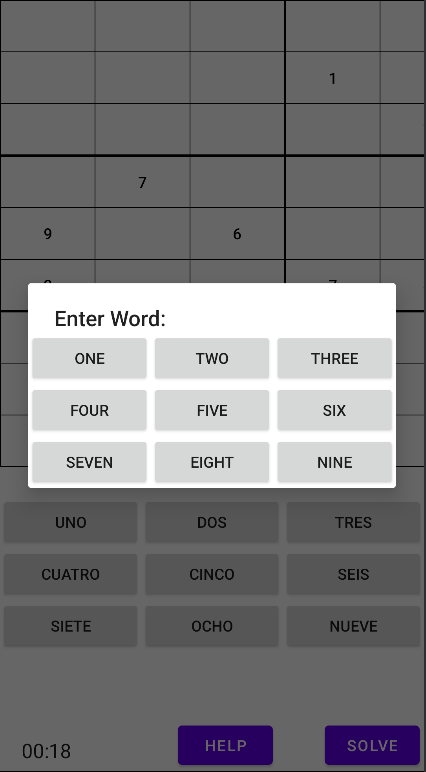 1
7
9 6
7
Enter Word:
ONE TWO THREE
FOUR FIVE SIX
SEVEN EIGHT NINE
UNO DOS TRES
CUATRO CINCO SEIS
SIETE OCHO NUEVE
00:18 HELP SOLVE